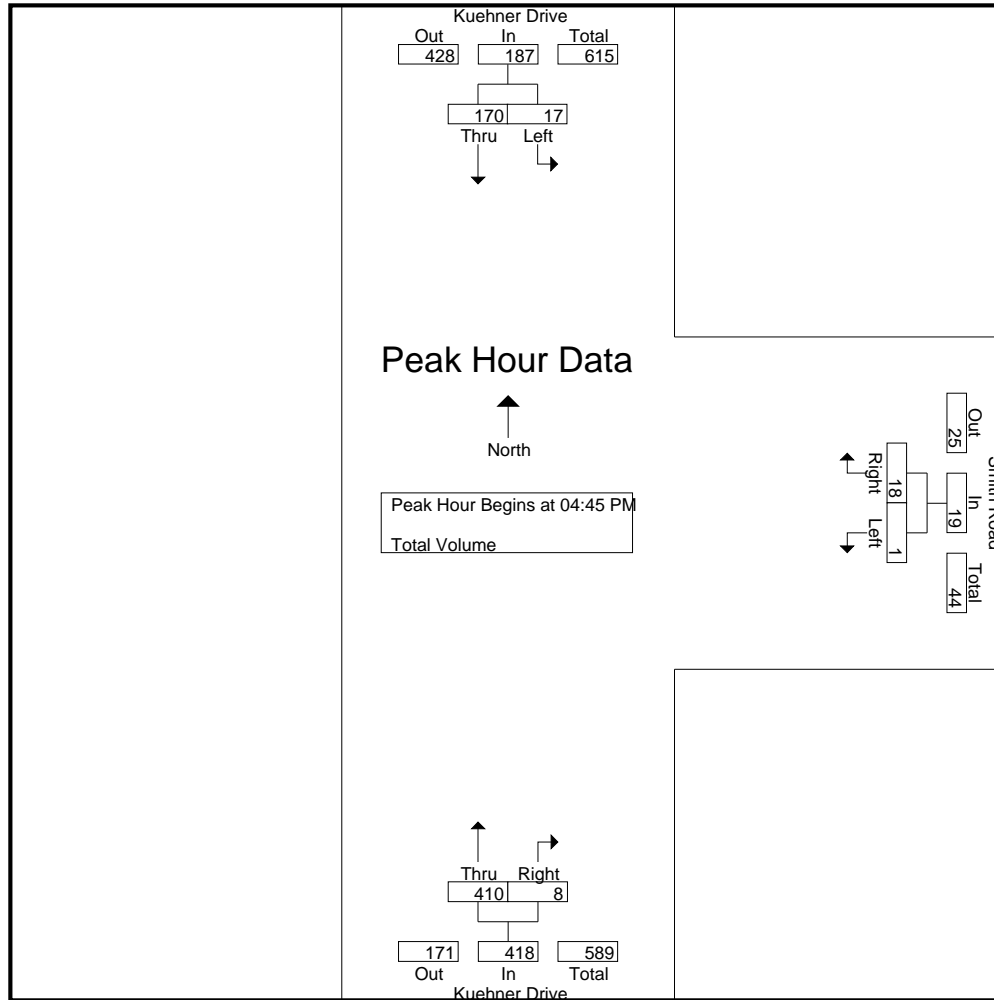 Kuehner Drive
Out In Total
428 187 615
170 17
Thru Left
Peak Hour Data
North
Peak Hour Begins at 04:45 PM
Total Volume
Smith Road
Out In Total
25 19 44
Right Left
18 1
Thru Right
410 8
171 418 589
Out In Total
Kuehner Drive